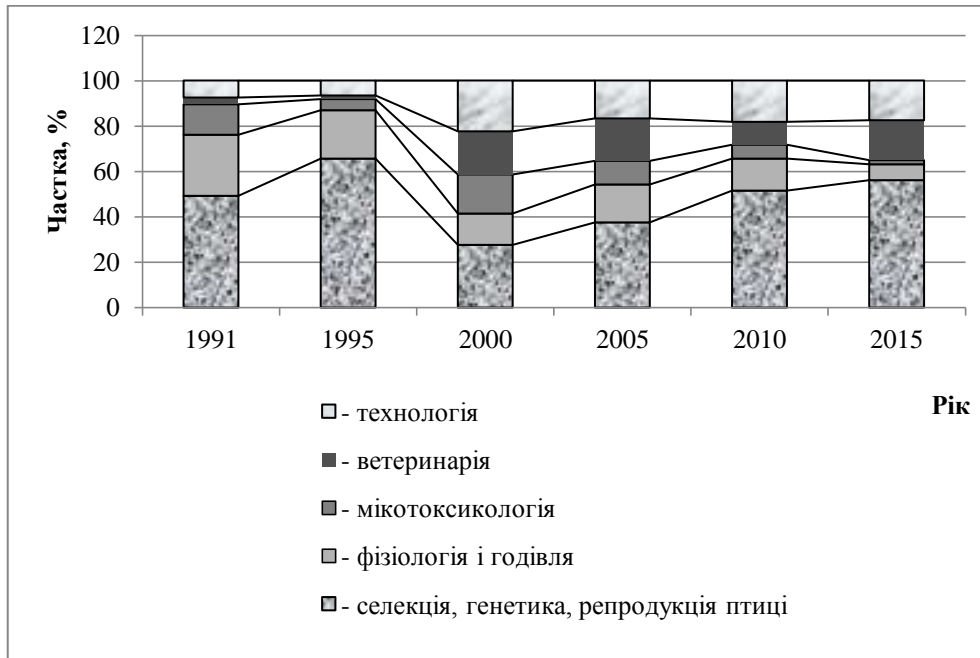 120
100
80
60
40
20
0
Частка, %
1991 1995 2000 2005 2010 2015
Рік
- технологія
- ветеринарія
- мікотоксикологія
- фізіологія і годівля
- селекція, генетика, репродукція птиці